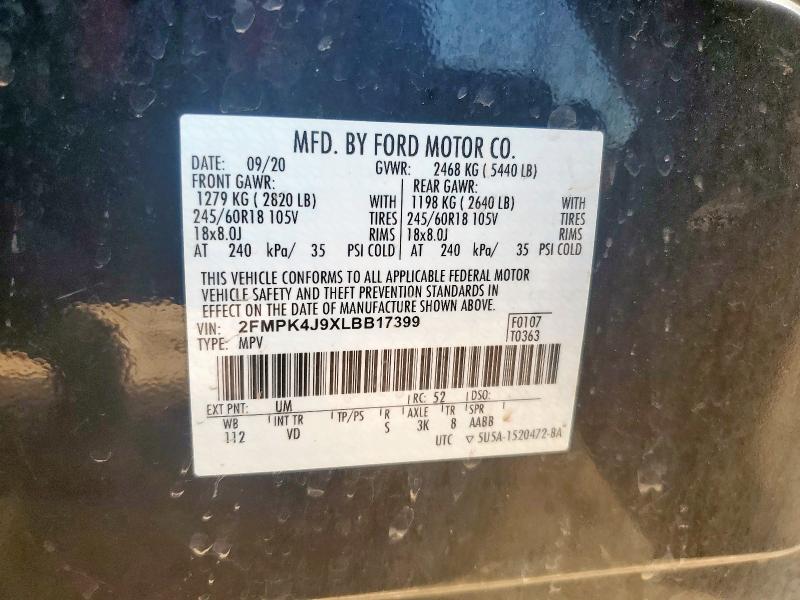 MFD. BY FORD MOTOR CO.
DATE: 09/20 GVWR: 2468 KG ( 5440 LB)
FRONT GAWR: REAR GAWR:
1279 KG ( 2820 LB) WITH 1198 KG ( 2640 LB) WITH
245/60R18 105V TIRES 245/60R18 105V TIRES
18x8.0J RIMS 18x8.0J RIMS
AT 240 kPa/ 35 PSI COLD AT 240 kPa/ 35 PSI COLD
THIS VEHICLE CONFORMS TO ALL APPLICABLE FEDERAL MOTOR
VEHICLE SAFETY AND THEFT PREVENTION STANDARDS IN
EFFECT ON THE DATE OF MANUFACTURE SHOWN ABOVE.
VIN: 2FMPK4J9XLBB17399 F0107
TYPE: MPV T0363
EXT PNT: UM RC: 52 DSO:
WB INT TR TP/PS R AXLE TR SPR
112 VD S 3K 8 AABB
UTC ▽ SU5A-1520472-BA